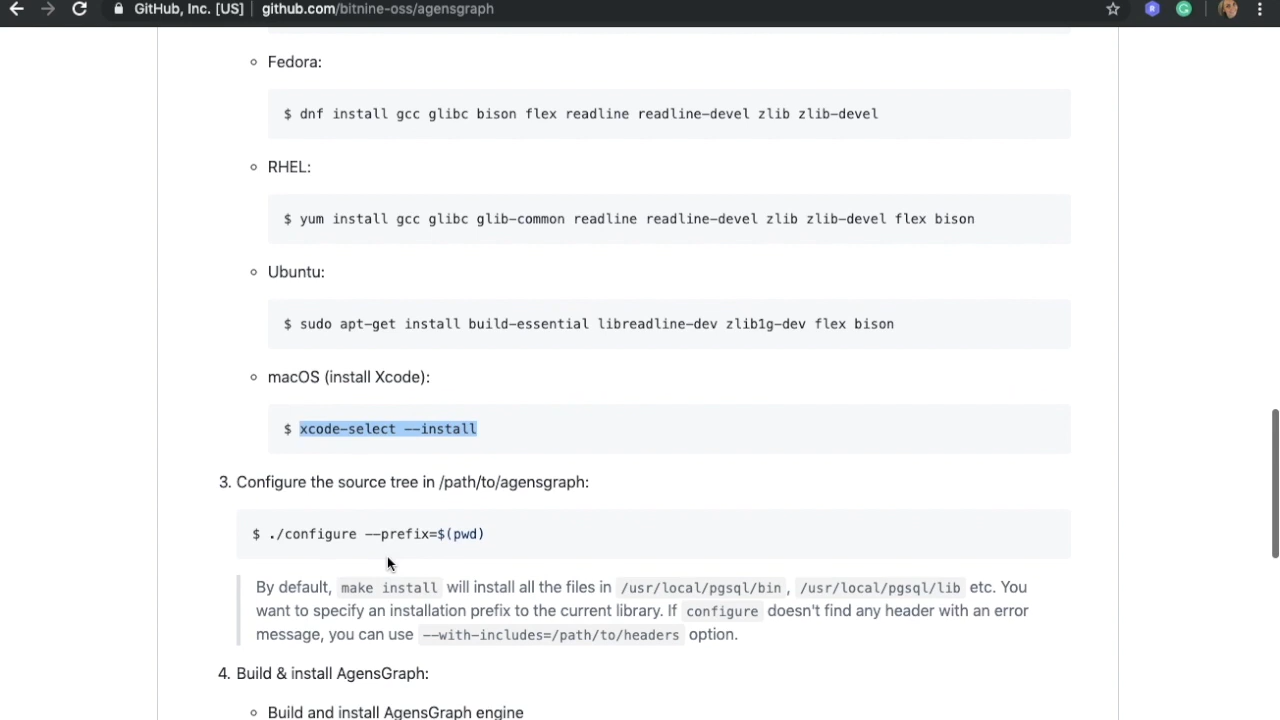 GitHub, Inc. [US] | github.com/bitnine-oss/agensgraph
Fedora:
$ dnf install gcc glibc bison flex readline readline-devel zlib zlib-devel
RHEL:
$ yum install gcc glibc glib-common readline readline-devel zlib zlib-devel flex bison
Ubuntu:
$ sudo apt-get install build-essential libreadline-dev zlib1g-dev flex bison
macOS (install Xcode):
$ xcode-select --install
3. Configure the source tree in /path/to/agensgraph:
$ ./configure --prefix=$(pwd)
By default, make install will install all the files in /usr/local/pgsql/bin , /usr/local/pgsql/lib etc. You
want to specify an installation prefix to the current library. If configure doesn't find any header with an error
message, you can use --with-includes=/path/to/headers option.
4. Build & install AgensGraph:
Build and install AgensGraph engine